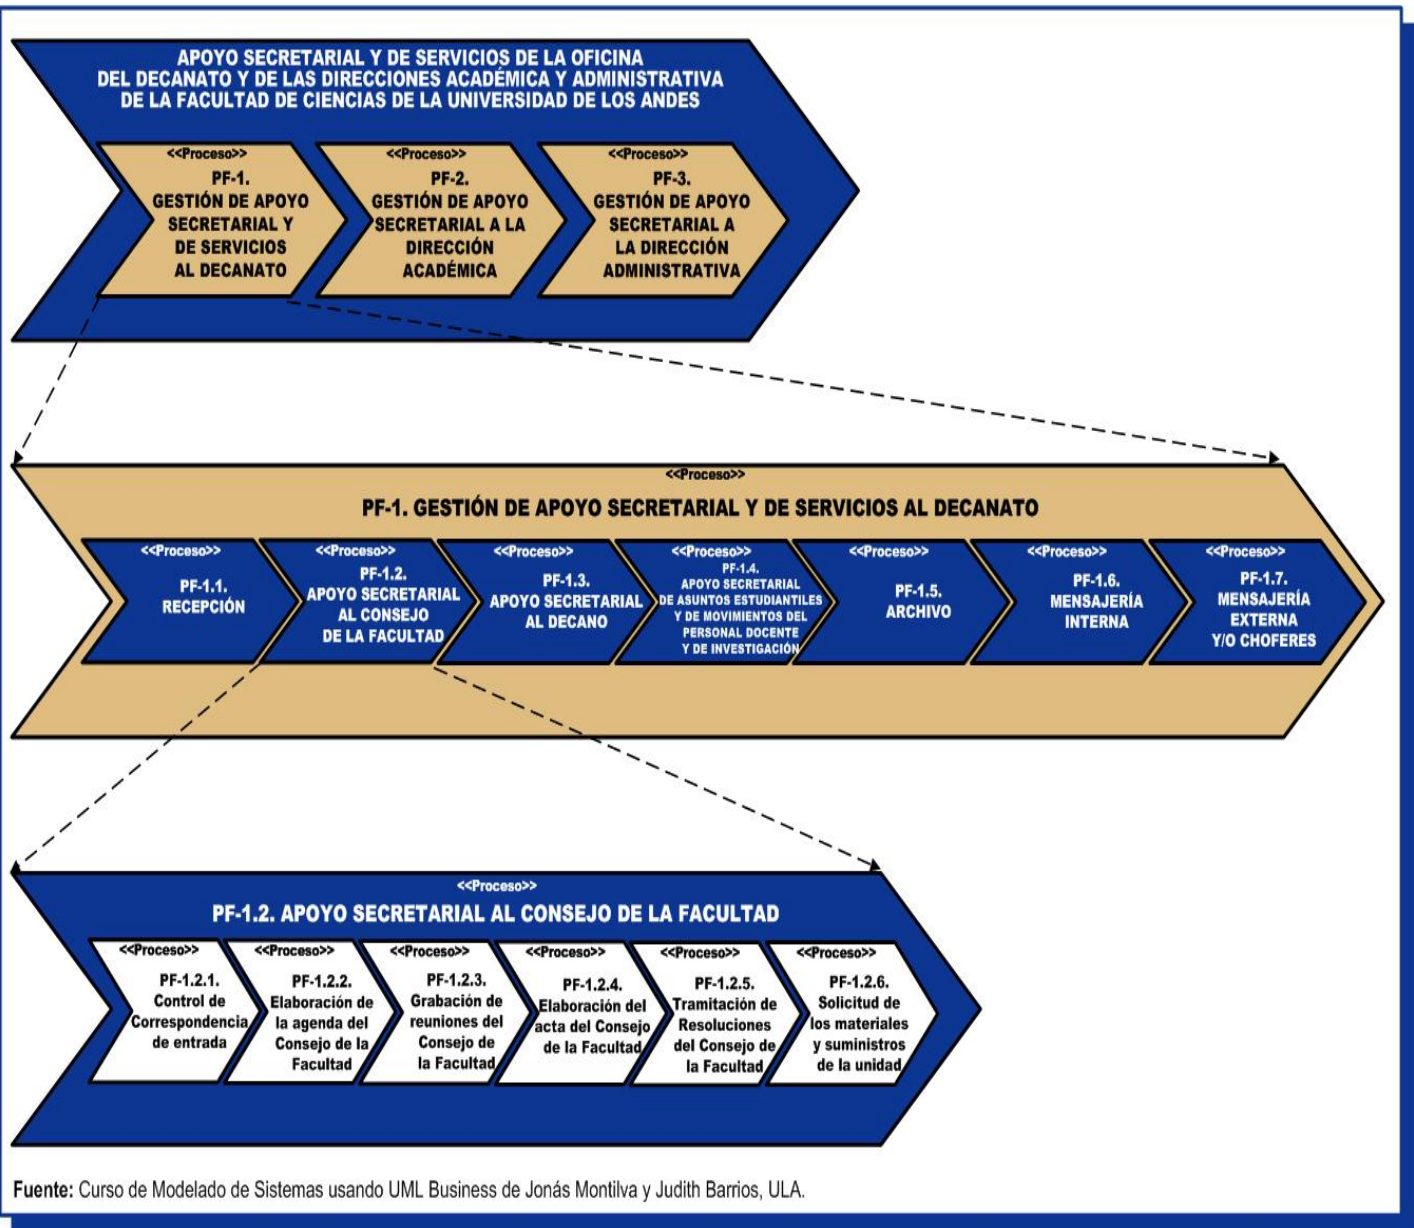 APOYO SECRETARIAL Y DE SERVICIOS DE LA OFICINA
DEL DECANATO Y DE LAS DIRECCIONES ACADÉMICA Y ADMINISTRATIVA
DE LA FACULTAD DE CIENCIAS DE LA UNIVERSIDAD DE LOS ANDES
<<Proceso>>
PF-1.
GESTIÓN DE APOYO
SECRETARIAL Y
DE SERVICIOS
AL DECANATO
<<Proceso>>
PF-2.
GESTIÓN DE APOYO
SECRETARIAL A LA
DIRECCIÓN
ACADÉMICA
<<Proceso>>
PF-3.
GESTIÓN DE APOYO
SECRETARIAL A
LA DIRECCIÓN
ADMINISTRATIVA
<<Proceso>>
PF-1. GESTIÓN DE APOYO SECRETARIAL Y DE SERVICIOS AL DECANATO
<<Proceso>>
PF-1.1.
RECEPCIÓN
<<Proceso>>
PF-1.2.
APOYO SECRETARIAL
AL CONSEJO
DE LA FACULTAD
<<Proceso>>
PF-1.3.
APOYO SECRETARIAL
AL DECANO
<<Proceso>>
PF-1.4.
APOYO SECRETARIAL
DE ASUNTOS ESTUDIANTILES
Y DE MOVIMIENTOS DEL
PERSONAL DOCENTE
Y DE INVESTIGACIÓN
<<Proceso>>
PF-1.5.
ARCHIVO
<<Proceso>>
PF-1.6.
MENSAJERÍA
INTERNA
<<Proceso>>
PF-1.7.
MENSAJERÍA
EXTERNA
Y/O CHOFERES
<<Proceso>>
PF-1.2. APOYO SECRETARIAL AL CONSEJO DE LA FACULTAD
<<Proceso>>
PF-1.2.1.
Control de
Correspondencia
de entrada
<<Proceso>>
PF-1.2.2.
Elaboración de
la agenda del
Consejo de la
Facultad
<<Proceso>>
PF-1.2.3.
Grabación de
reuniones del
Consejo de
la Facultad
<<Proceso>>
PF-1.2.4.
Elaboración del
acta del Consejo
de la Facultad
<<Proceso>>
PF-1.2.5.
Tramitación de
Resoluciones
del Consejo de
la Facultad
<<Proceso>>
PF-1.2.6.
Solicitud de
los materiales
y suministros
de la unidad
Fuente: Curso de Modelado de Sistemas usando UML Business de Jonás Montilva y Judith Barrios, ULA.